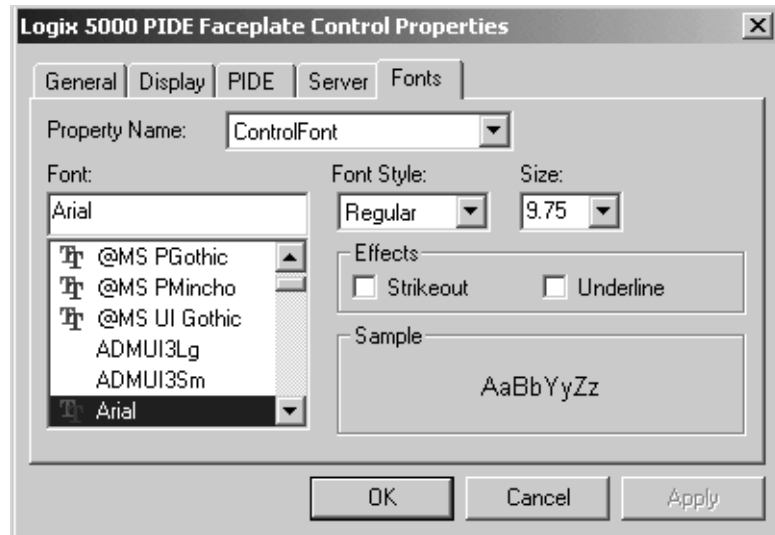 Logix 5000 PIDE Faceplate Control Properties
General Display PIDE Server Fonts
Property Name: ControlFont
Font: Font Style: Size:
Arial Regular 9.75
@MS PGothic
@MS PMincho
@MS UI Gothic
ADMUI3Lg
ADMUI3Sm
Arial
Effects
Strikeout Underline
Sample
AaBbYyZz
OK Cancel Apply